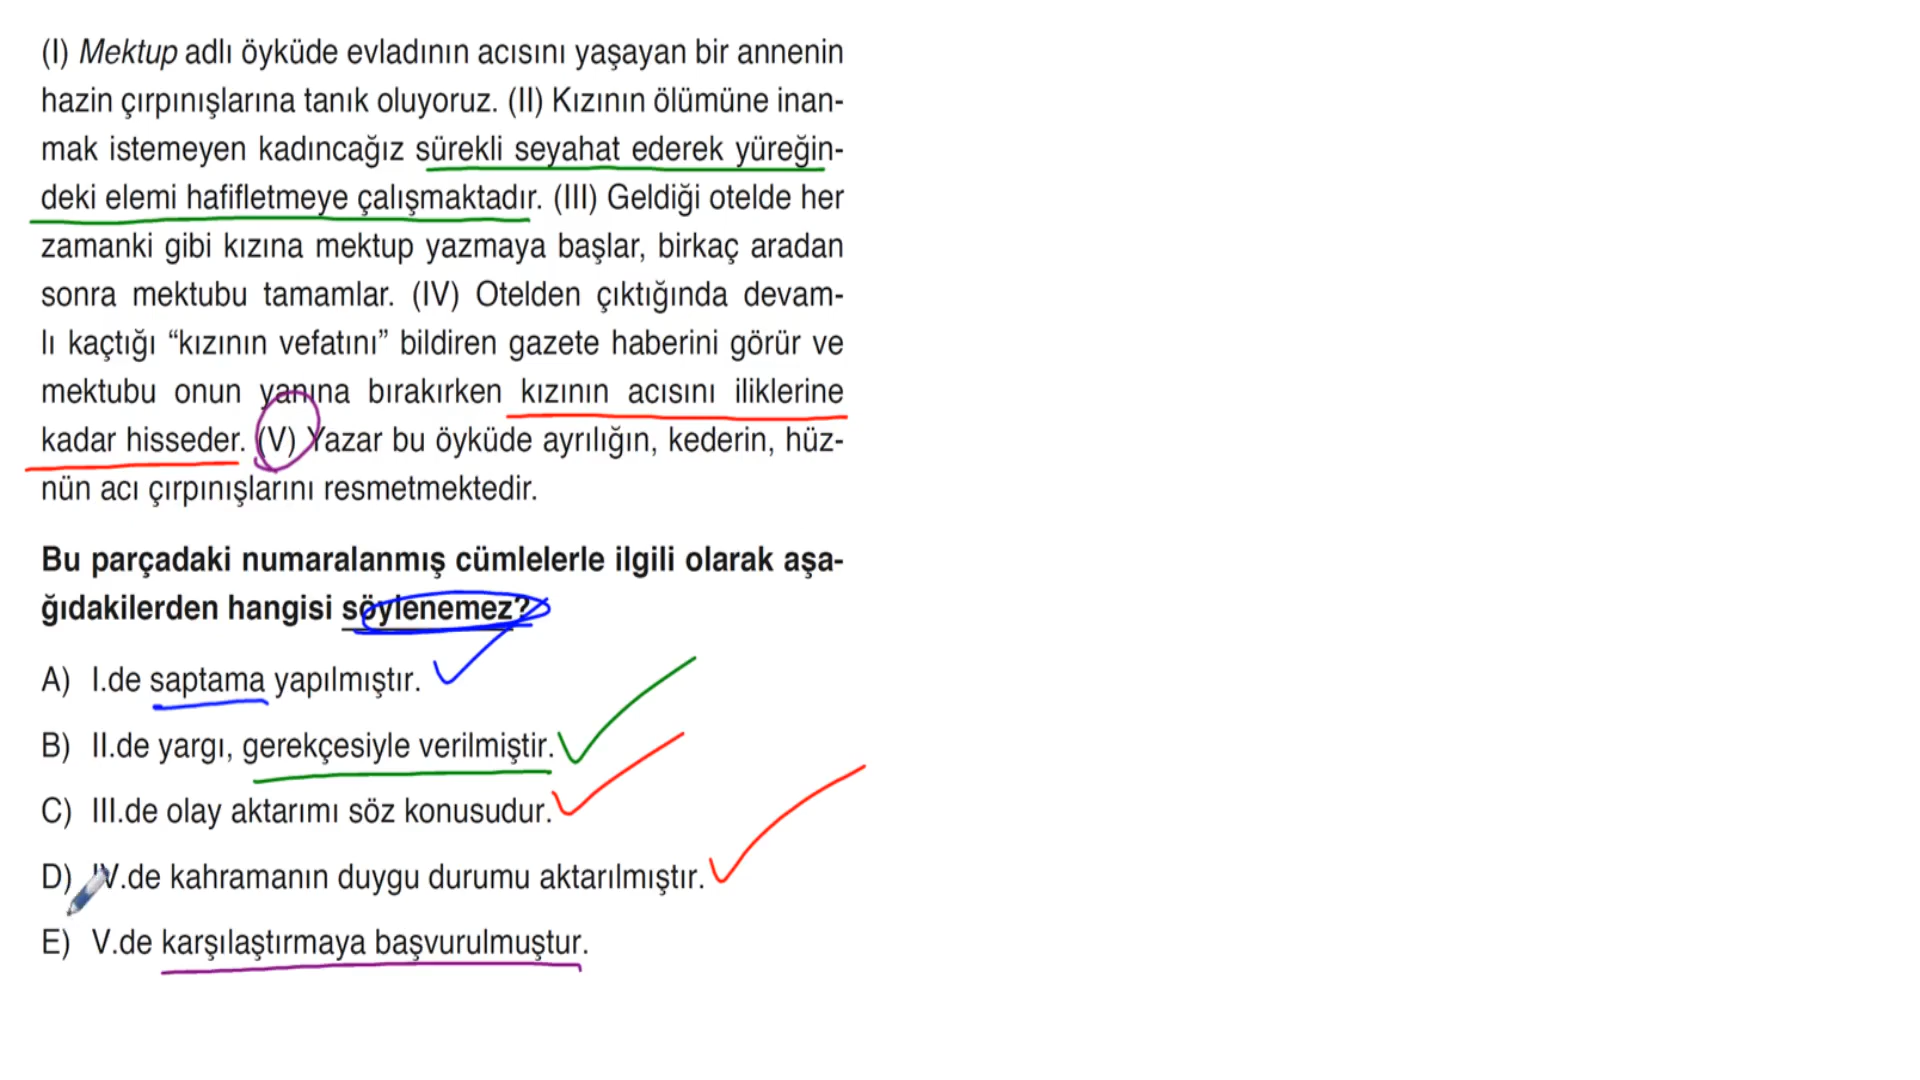 (I) Mektup adlı öyküde evladının acısını yaşayan bir annenin
hazin çırpınışlarına tanık oluyoruz. (II) Kızının ölümüne inan-
mak istemeyen kadıncağız sürekli seyahat ederek yüreğin-
deki elemi hafifletmeye çalışmaktadır. (III) Geldiği otelde her
zamanki gibi kızına mektup yazmaya başlar, birkaç aradan
sonra mektubu tamamlar. (IV) Otelden çıktığında devam-
lı kaçtığı “kızının vefatını” bildiren gazete haberini görür ve
mektubu onun yanına bırakırken kızının acısını iliklerine
kadar hisseder. (V) Yazar bu öyküde ayrılığın, kederin, hüz-
nün acı çırpınışlarını resmetmektedir.
Bu parçadaki numaralanmış cümlelerle ilgili olarak aşa-
ğıdakilerden hangisi söylenemez?
A) I.de saptama yapılmıştır.
B) II.de yargı, gerekçesiyle verilmiştir.
C) III.de olay aktarımı söz konusudur.
D) IV.de kahramanın duygu durumu aktarılmıştır.
E) V.de karşılaştırmaya başvurulmuştur.